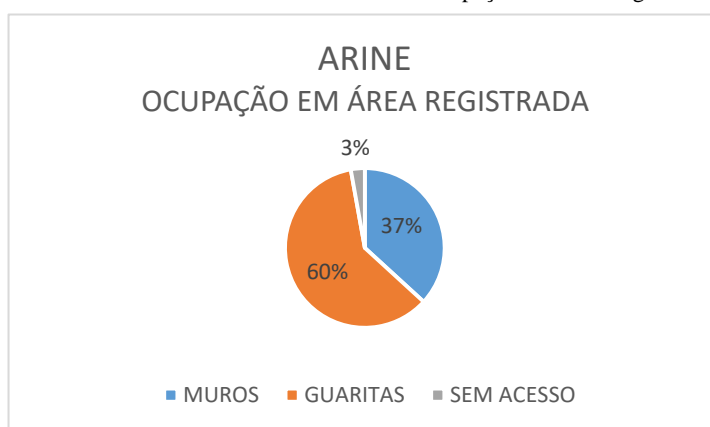 ARINE
OCUPAÇÃO EM ÁREA REGISTRADA
3%
37%
60%
MUROS GUARITAS SEM ACESSO